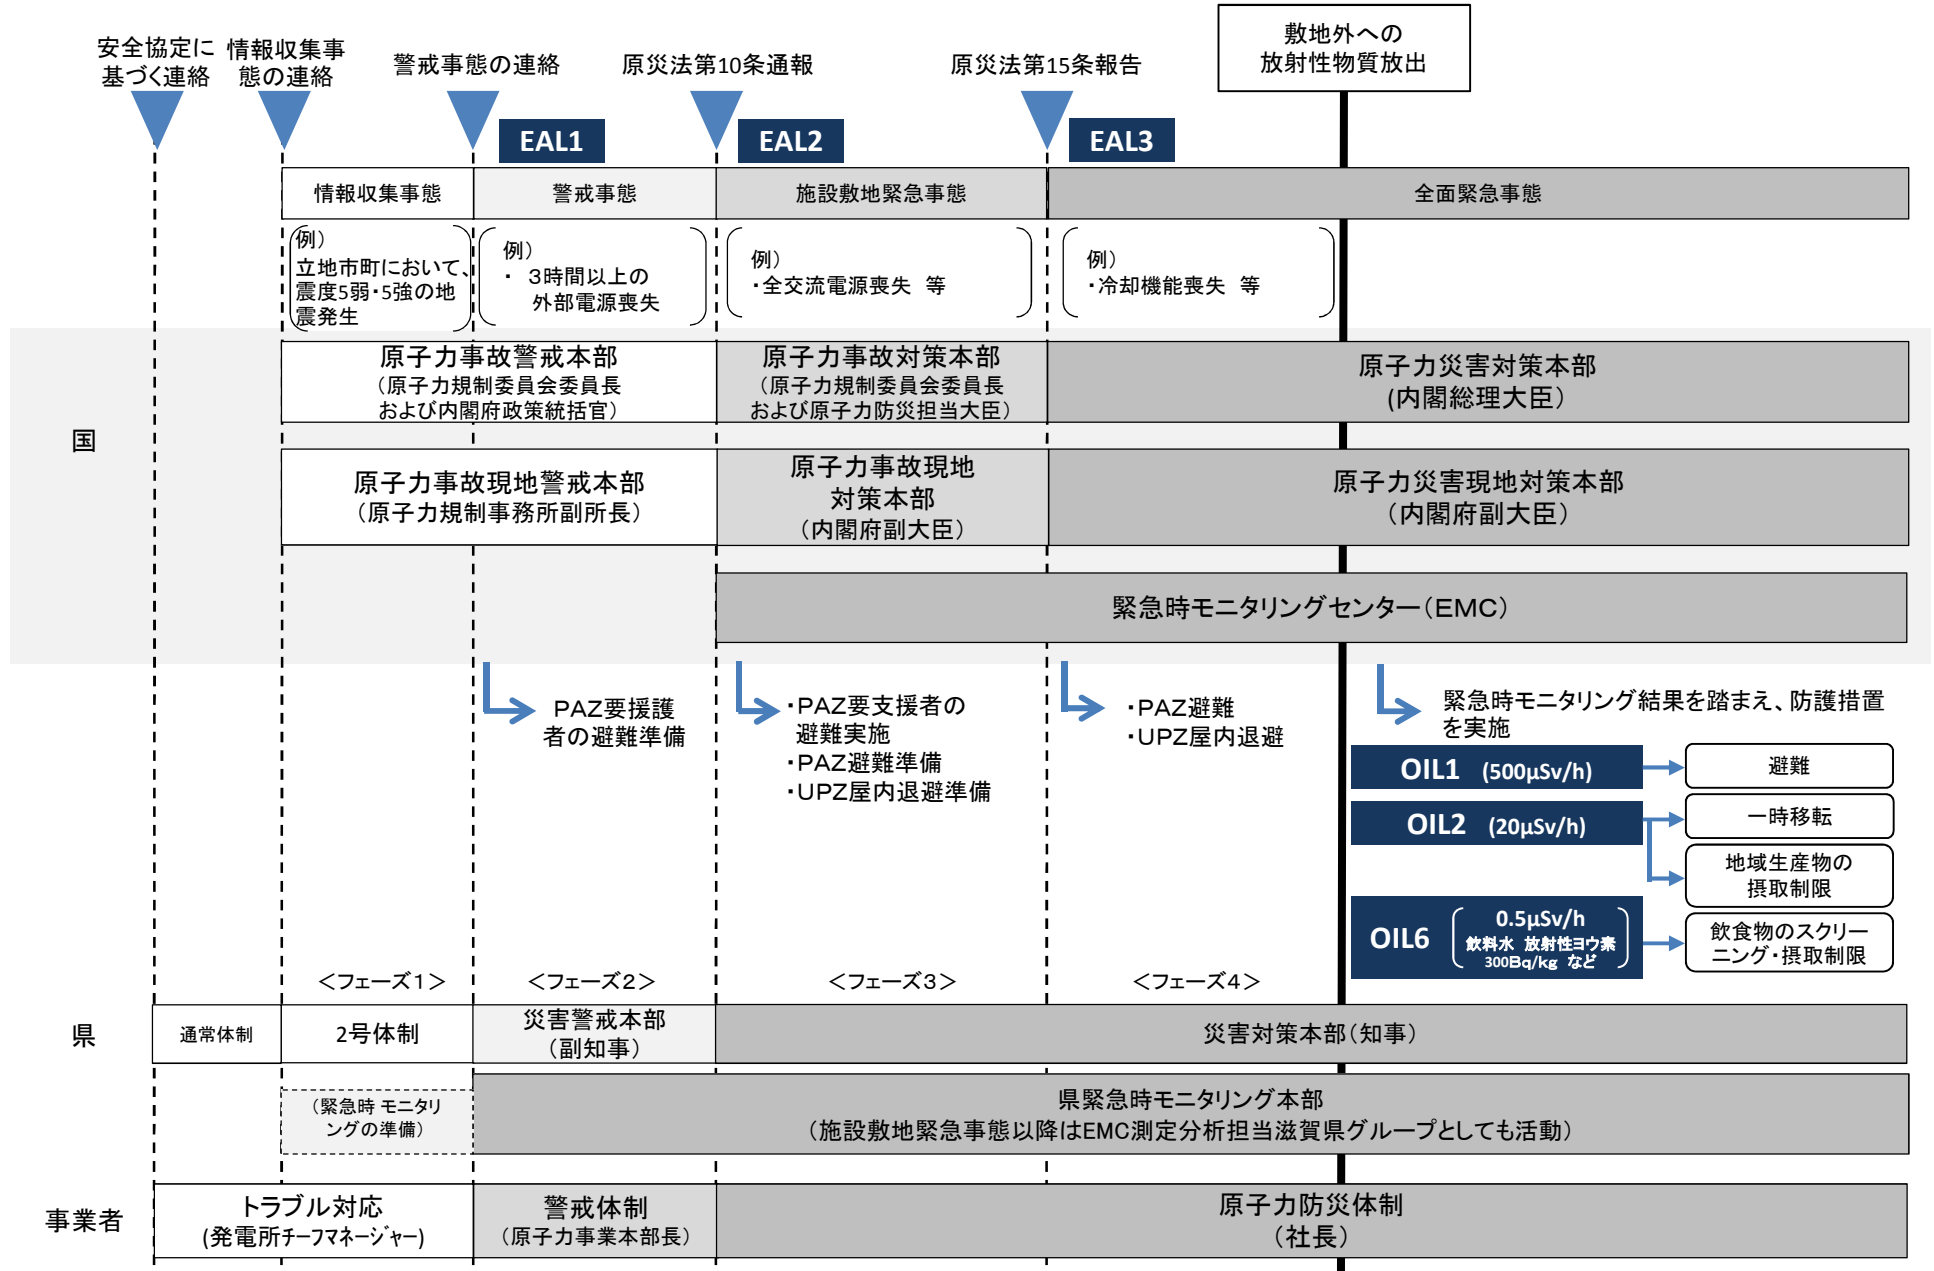 安全協定に
基づく連絡
情報収集事
態の連絡
警戒事態の連絡
原災法第10条通報
原災法第15条報告
敷地外への
放射性物質放出
EAL1
EAL2
EAL3
情報収集事態
警戒事態
施設敷地緊急事態
全面緊急事態
例）
立地市町において、
震度5弱・5強の地
震発生
例）
・ ３時間以上の
外部電源喪失
例）
・全交流電源喪失 等
例）
・冷却機能喪失 等
国
原子力事故警戒本部
（原子力規制委員会委員長
および内閣府政策統括官）
原子力事故対策本部
（原子力規制委員会委員長
および原子力防災担当大臣）
原子力災害対策本部
(内閣総理大臣）
原子力事故現地警戒本部
（原子力規制事務所副所長）
原子力事故現地
対策本部
（内閣府副大臣）
原子力災害現地対策本部
（内閣府副大臣）
緊急時モニタリングセンター（ＥＭＣ）
ＰＡＺ要援護
者の避難準備
・ＰＡＺ要支援者の
避難実施
・ＰＡＺ避難準備
・ＵＰＺ屋内退避準備
・ＰＡＺ避難
・ＵＰＺ屋内退避
緊急時モニタリング結果を踏まえ、防護措置
を実施
OIL1 (500μSv/h)
避難
OIL2 (20μSv/h)
一時移転
地域生産物の
摂取制限
OIL6
0.5μSv/h
飲料水 放射性ヨウ素
300Bq/kg など
飲食物のスクリー
ニング・摂取制限
＜フェーズ１＞
＜フェーズ２＞
＜フェーズ３＞
＜フェーズ４＞
県
通常体制
2号体制
災害警戒本部
（副知事）
災害対策本部（知事）
（緊急時 モニタリ
ングの準備）
県緊急時モニタリング本部
（施設敷地緊急事態以降はEMC測定分析担当滋賀県グループとしても活動）
事業者
トラブル対応
(発電所チーフマネージャー)
警戒体制
（原子力事業本部長）
原子力防災体制
（社長）